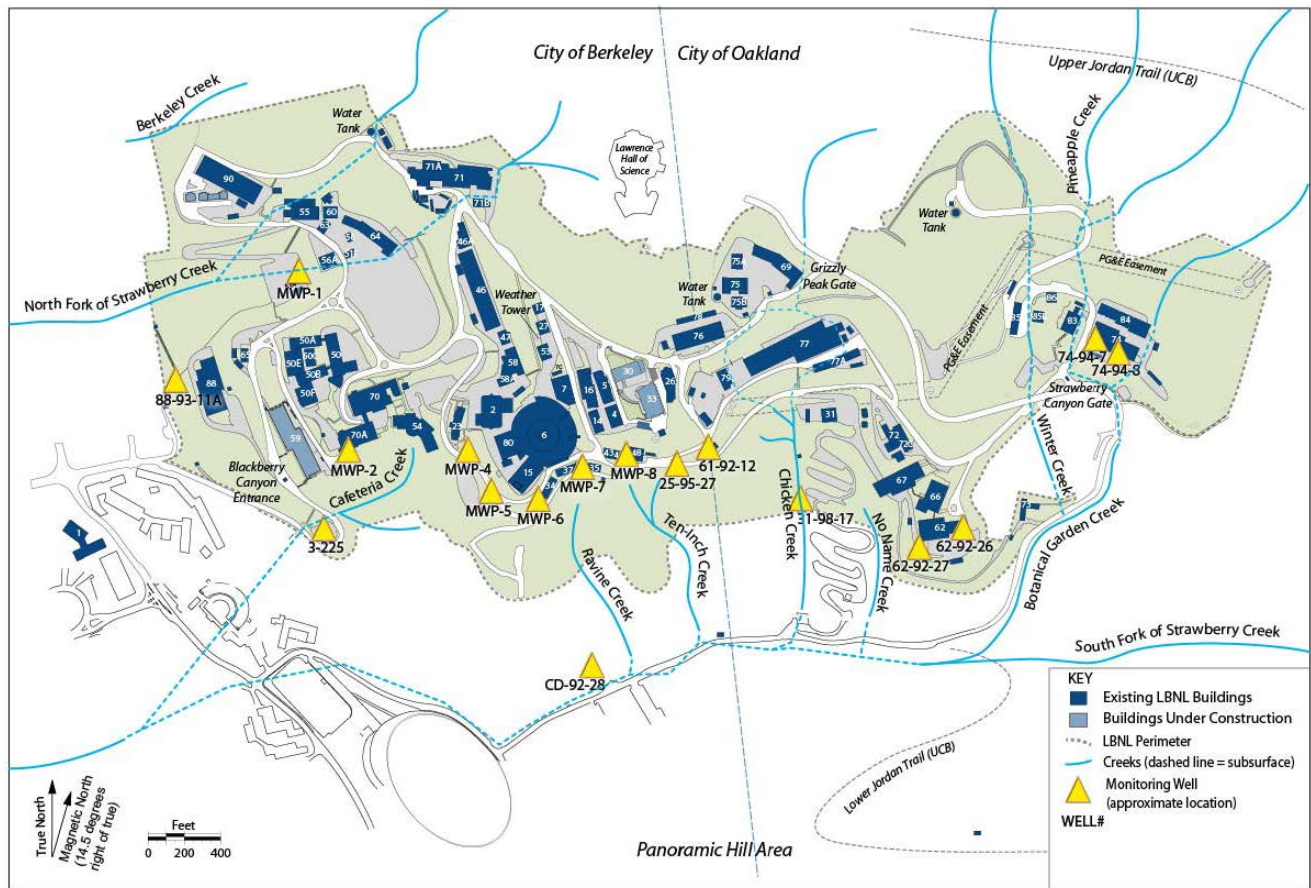 City of Berkeley
City of Oakland
Upper Jordan Trail (UCB)
Berkeley Creek
Water
Tank
Lawrence
Hall of
Science
Pineapple Creek
90
71A
71
71B
55
60
63
64
56A
46A
46
Water
Tank
North Fork of Strawberry Creek
MWP-1
Weather
Tower
75A
69
75
75B
Water
Tank
Grizzly
Peak Gate
PG&E Easement
PG&E Easement
17
27
47
53
58
58A
78
76
77
77A
79
86
85
85B
83
84
74-94-7
74-94-8
Strawberry
Canyon Gate
88
88-93-11A
65
50A
50
50E
50B
50F
70
70A
54
59
MWP-2
Blackberry
Canyon
Entrance
Cafeteria Creek
23
2
7
16
5
4
14
30
33
26
6
80
15
37
34
MWP-4
MWP-5
MWP-6
MWP-7
MWP-8
48
25-95-27
61-92-12
31
31-98-17
72
67
66
62
62-92-26
62-92-27
73
Winter Creek
Botanical Garden Creek
Chicken Creek
No Name Creek
Ten-Inch Creek
Ravine Creek
3-225
1
CD-92-28
South Fork of Strawberry Creek
Lower Jordan Trail (UCB)
Panoramic Hill Area
True North
Magnetic North
(14.5 degrees
right of true)
Feet
0 200 400
KEY
Existing LBNL Buildings
Buildings Under Construction
LBNL Perimeter
Creeks (dashed line = subsurface)
Monitoring Well
(approximate location)
WELL#